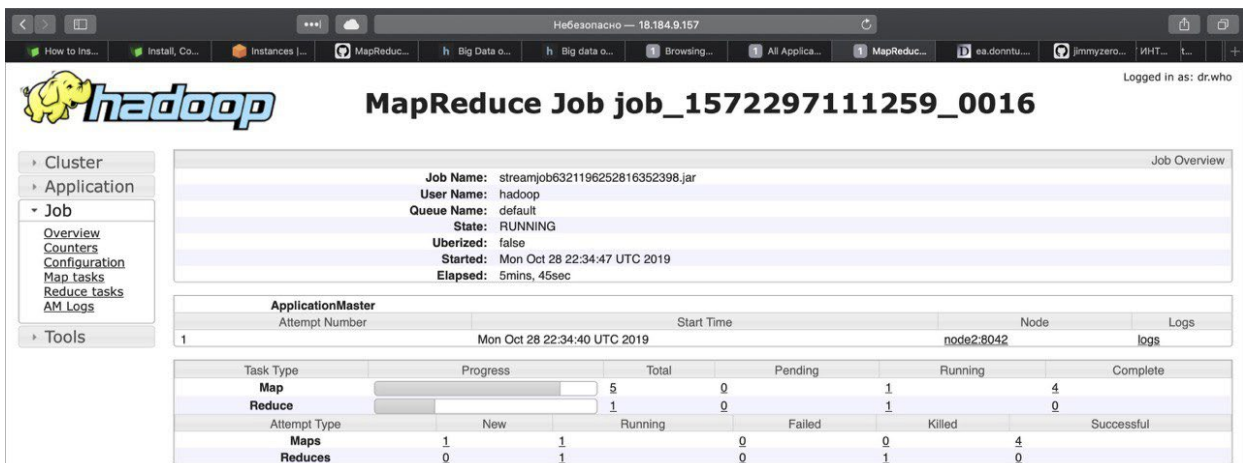 Небезопасно — 18.184.9.157
How to Ins... Install, Co... Instances |... MapReduc... Big Data o... Big data o... Browsing... All Applica... MapReduc... ea.donntu.... jimmyzero... ИНТ... t...
Logged in as: dr.who
hadoop
MapReduce Job job_1572297111259_0016
Cluster
Application
Job
Overview
Counters
Configuration
Map tasks
Reduce tasks
AM Logs
Tools
Job Overview
Job Name: streamjob6321196252816352398.jar
User Name: hadoop
Queue Name: default
State: RUNNING
Uberized: false
Started: Mon Oct 28 22:34:47 UTC 2019
Elapsed: 5mins, 45sec
ApplicationMaster
Attempt Number Start Time Node Logs
1 Mon Oct 28 22:34:40 UTC 2019 node2:8042 logs
Task Type Progress Total Pending Running Complete
Map 5 0 1 4
Reduce 1 0 1 0
Attempt Type New Running Failed Killed Successful
Maps 1 1 0 0 4
Reduces 0 1 0 1 0